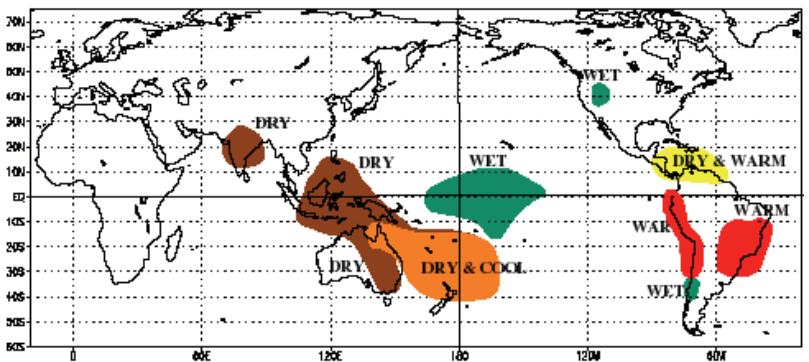 70N
60N
50N
40N
30N
20N
10N
EQ
10S
20S
30S
40S
50S
60S
WET
DRY
DRY
WET
DRY & WARM
WAR
WARM
DRY
DRY & COOL
WET
0
60E
120E
180
120W
60W